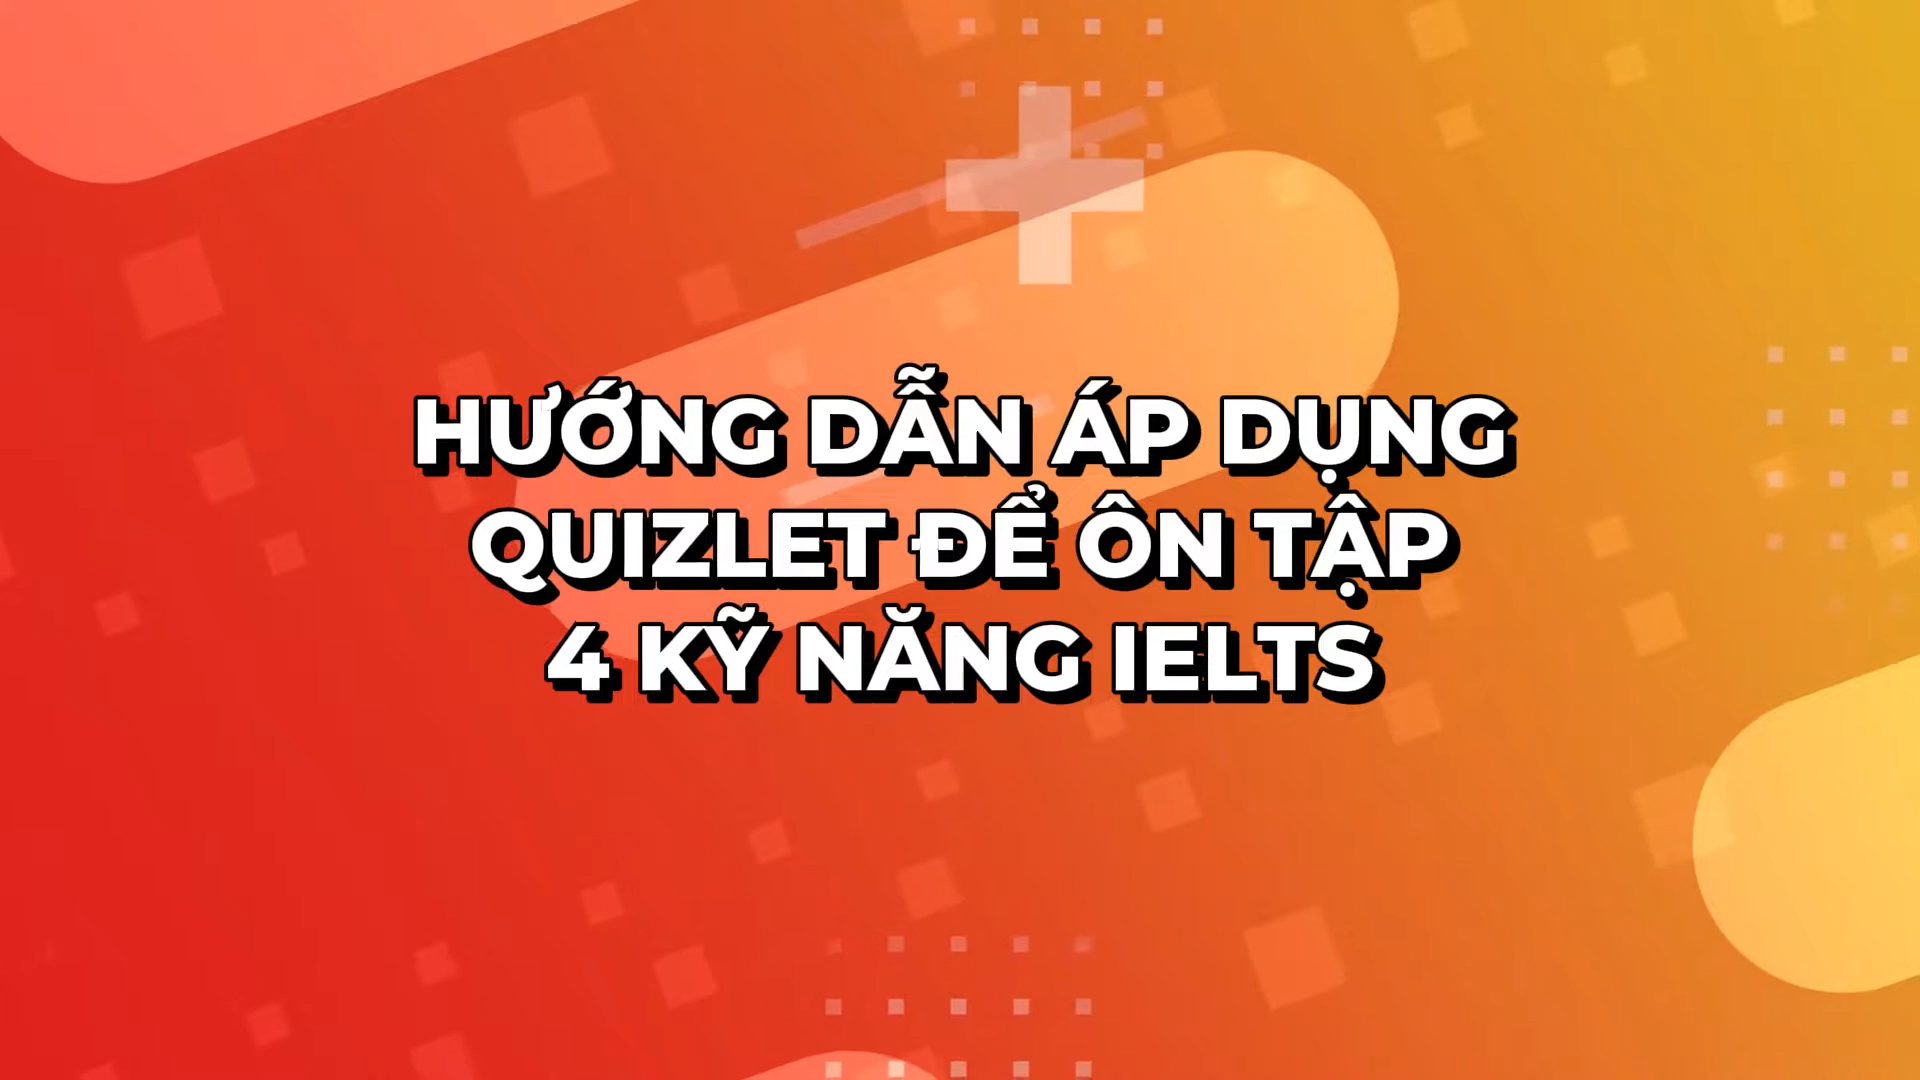 HƯỚNG DẪN ÁP DỤNG
QUIZLET ĐỂ ÔN TẬP
4 KỸ NĂNG IELTS